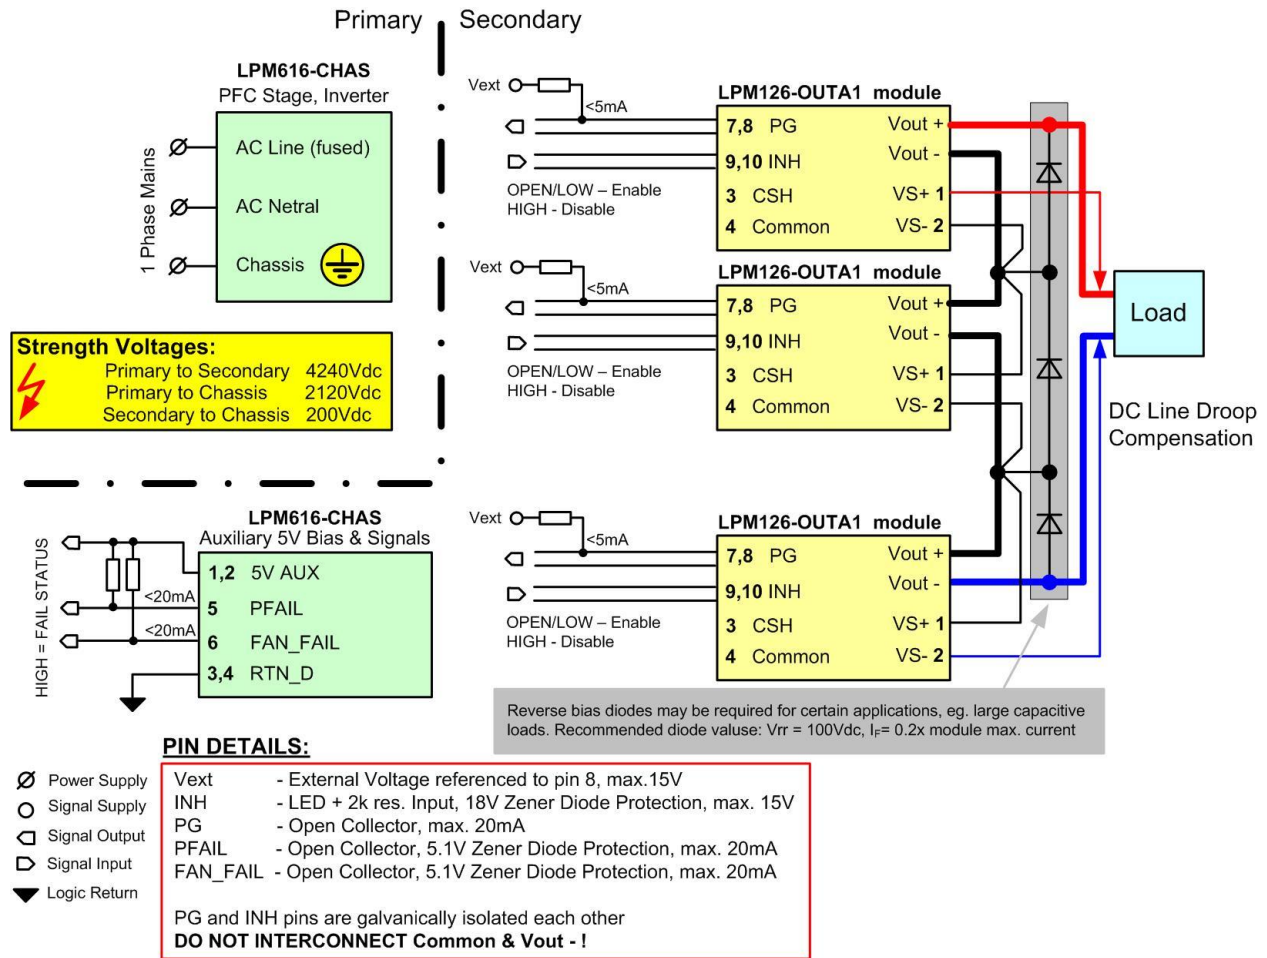 Primary
Secondary
LPM616-CHAS
PFC Stage, Inverter
1 Phase Mains
AC Line (fused)
AC Netral
Chassis
Strength Voltages:
Primary to Secondary 4240Vdc
Primary to Chassis 2120Vdc
Secondary to Chassis 200Vdc
LPM616-CHAS
Auxiliary 5V Bias & Signals
HIGH = FAIL STATUS
1,2 5V AUX
<20mA
5 PFAIL
<20mA
6 FAN_FAIL
3,4 RTN_D
Vext
<5mA
OPEN/LOW – Enable
HIGH - Disable
LPM126-OUTA1 module
7,8 PG Vout +
Vout -
9,10 INH
3 CSH VS+ 1
4 Common VS- 2
Vext
<5mA
OPEN/LOW – Enable
HIGH - Disable
LPM126-OUTA1 module
7,8 PG Vout +
9,10 INH Vout -
3 CSH VS+ 1
4 Common VS- 2
Vext
<5mA
OPEN/LOW – Enable
HIGH - Disable
LPM126-OUTA1 module
7,8 PG Vout +
9,10 INH Vout -
3 CSH VS+ 1
4 Common VS- 2
Load
DC Line Droop
Compensation
Reverse bias diodes may be required for certain applications, eg. large capacitive
loads. Recommended diode valuse: Vrr = 100Vdc, IF= 0.2x module max. current
PIN DETAILS:
Power Supply
Signal Supply
Signal Output
Signal Input
Logic Return
Vext - External Voltage referenced to pin 8, max.15V
INH - LED + 2k res. Input, 18V Zener Diode Protection, max. 15V
PG - Open Collector, max. 20mA
PFAIL - Open Collector, 5.1V Zener Diode Protection, max. 20mA
FAN_FAIL - Open Collector, 5.1V Zener Diode Protection, max. 20mA
PG and INH pins are galvanically isolated each other
DO NOT INTERCONNECT Common & Vout - !